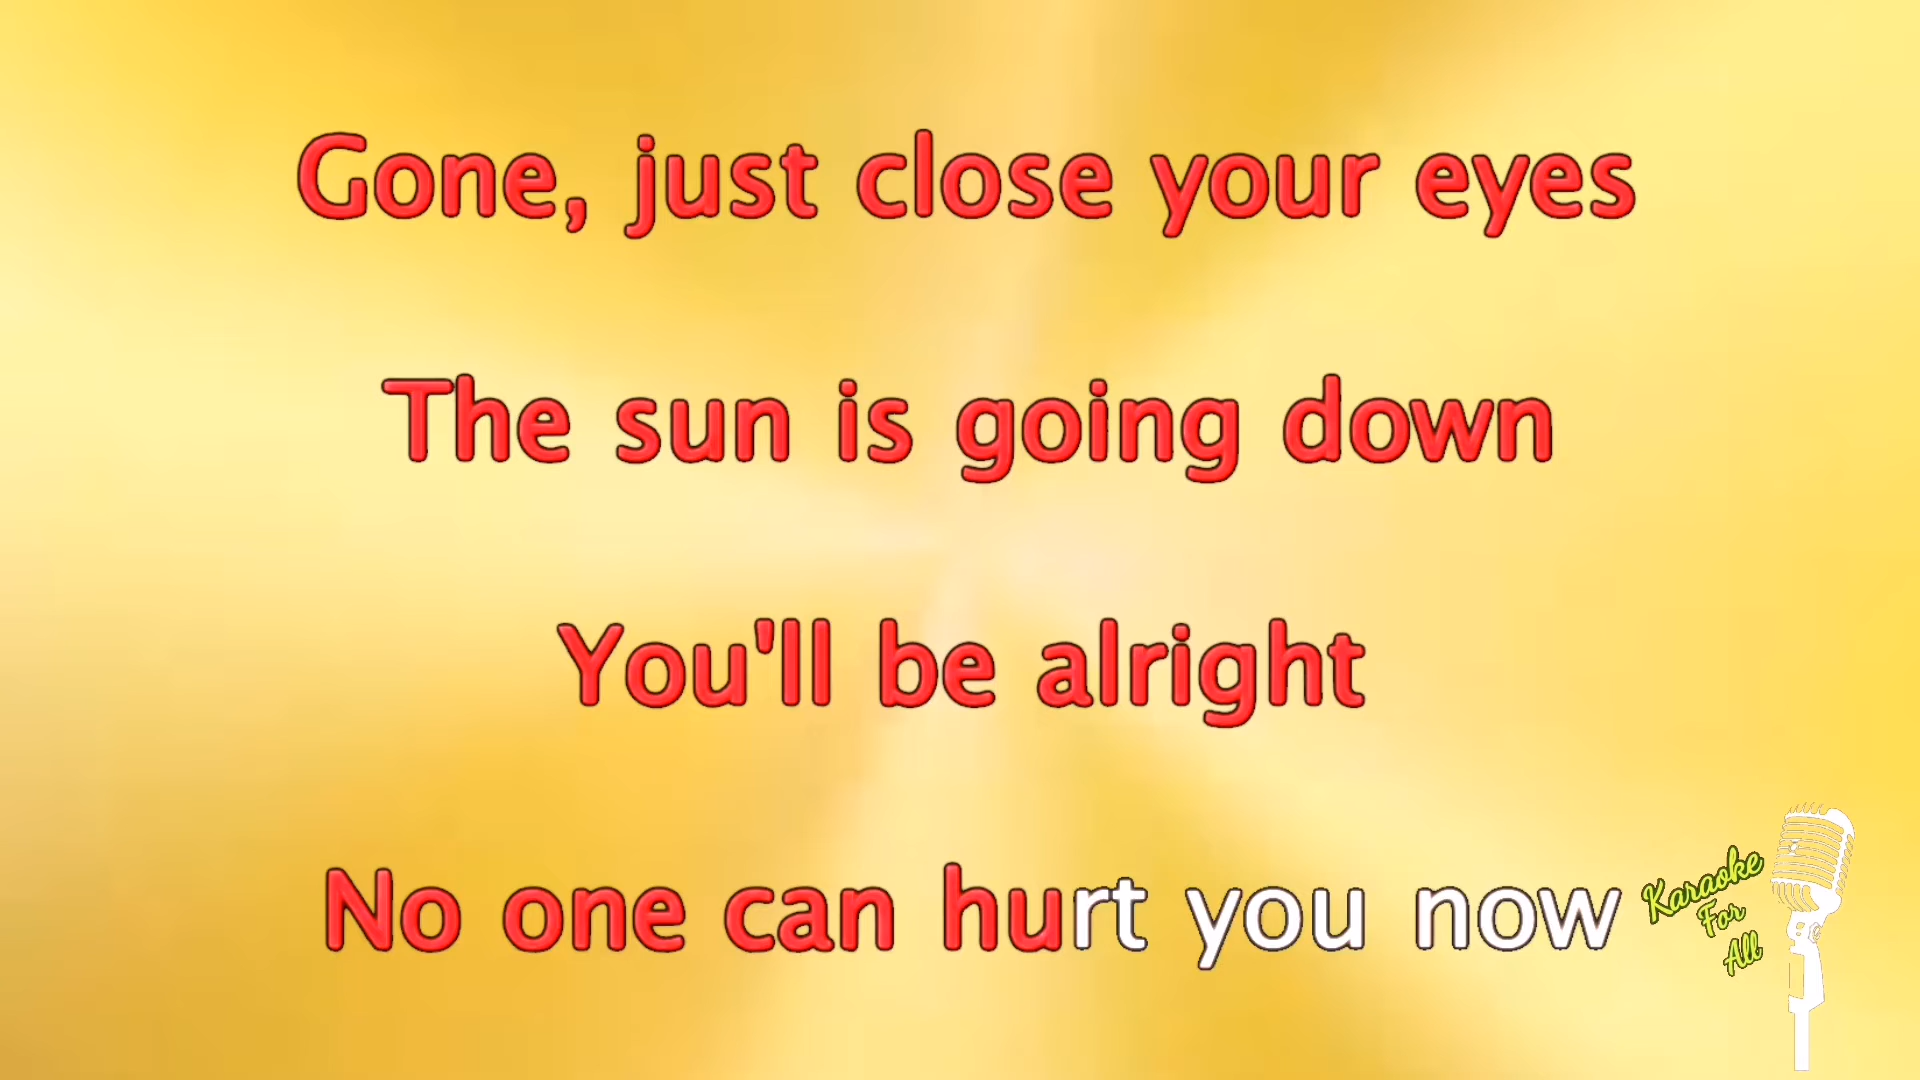 Gone, just close your eyes
The sun is going down
You'll be alright
No one can hurt you now
Karaoke
For
All